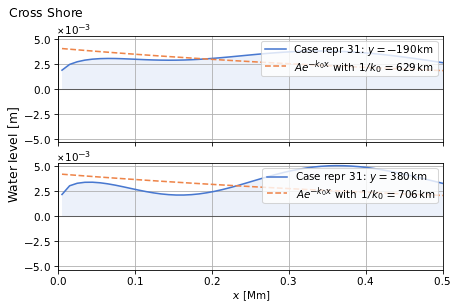 Cross Shore
×10⁻³
5.0
Case repr 31: y = −190 km
Ae^{−k₀x} with 1/k₀ = 629 km
2.5
0.0
−2.5
−5.0
Water level [m]
×10⁻³
5.0
Case repr 31: y = 380 km
Ae^{−k₀x} with 1/k₀ = 706 km
2.5
0.0
−2.5
−5.0
0.0 0.1 0.2 0.3 0.4 0.5
x [Mm]